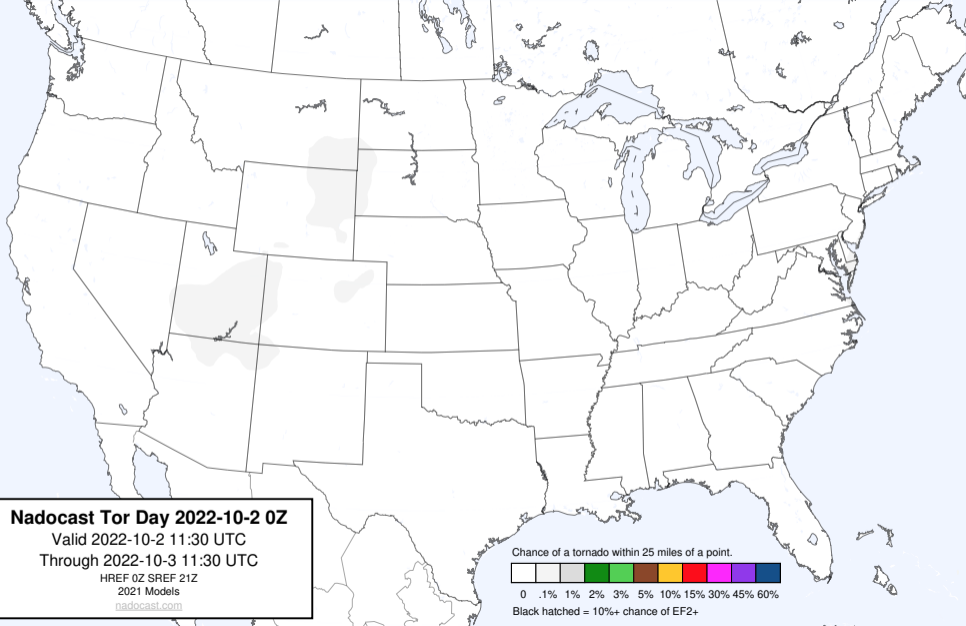 Nadocast Tor Day 2022-10-2 0Z
Valid 2022-10-2 11:30 UTC
Through 2022-10-3 11:30 UTC
HREF 0Z SREF 21Z
2021 Models
nadocast.com
Chance of a tornado within 25 miles of a point.
0 .1% 1% 2% 3% 5% 10% 15% 30% 45% 60%
Black hatched = 10%+ chance of EF2+